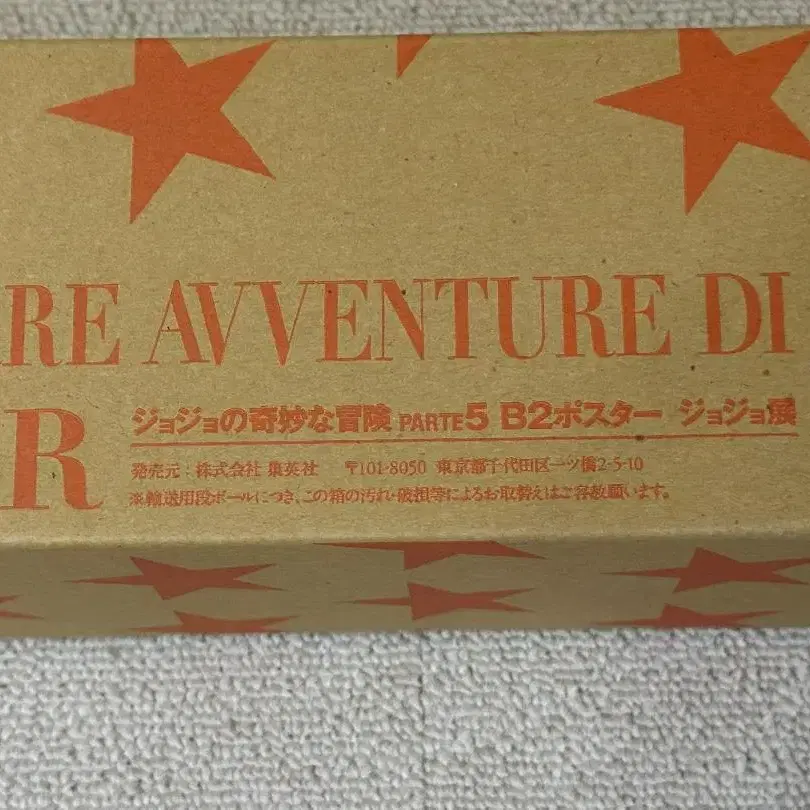 RE AVVENTURE DI
R
ジョジョの奇妙な冒険 PARTE5 B2ポスター ジョジョ展
発売元：株式会社 集英社 〒101-8050 東京都千代田区一ツ橋2-5-10
※輸送用段ボールにつき、この箱の汚れ・破損等によるお取替えはご容赦願います。